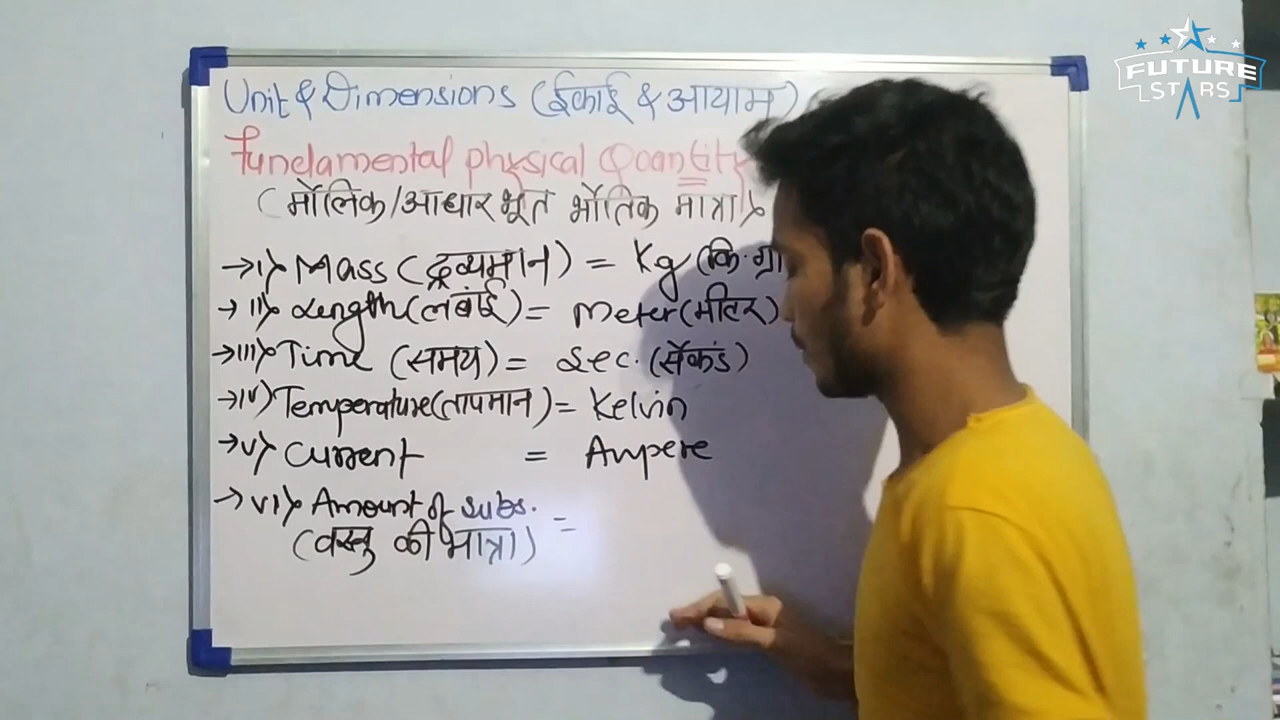 Unit & Dimensions (ईकाई & आयाम)
Fundamental physical Quantity
(मौलिक/आधारभूत भौतिक मात्रा)
→ i) Mass (द्रव्यमान) = Kg (कि.ग्रा
→ ii) Length (लंबाई) = Meter (मीटर)
→ iii) Time (समय) = Sec. (सेंकंड)
→ iv) Temperature (तापमान) = Kelvin
→ v) Current = Ampere
→ vi) Amount of subs. =
(वस्तु की मात्रा)
FUTURE
STARS